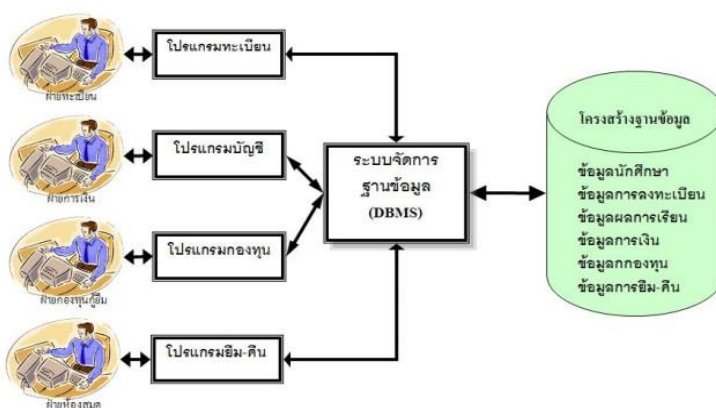 โปรแกรมทะเบียน
ฝ่ายทะเบียน
โปรแกรมบัญชี
ฝ่ายการเงิน
โปรแกรมกองทุน
ฝ่ายกองทุนกู้ยืม
โปรแกรมยืม-คืน
ฝ่ายห้องสมุด
ระบบจัดการ
ฐานข้อมูล
(DBMS)
โครงสร้างฐานข้อมูล
ข้อมูลนักศึกษา
ข้อมูลการลงทะเบียน
ข้อมูลผลการเรียน
ข้อมูลการเงิน
ข้อมูลกกองทุน
ข้อมูลการยืม-คืน